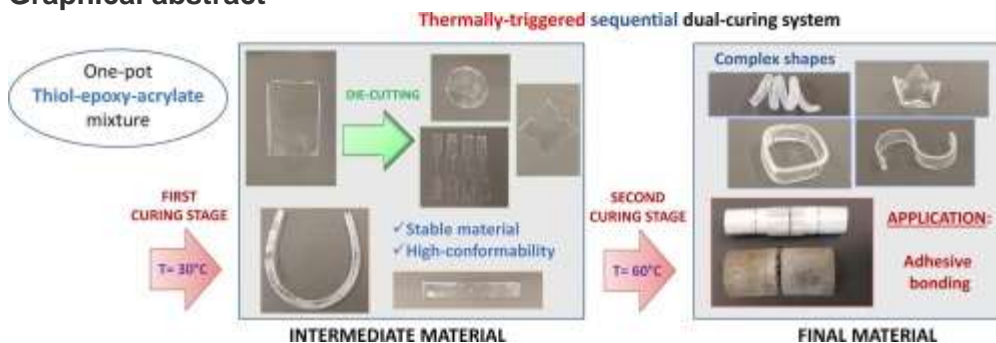 Graphical abstract
Thermally-triggered sequential dual-curing system
One-pot
Thiol-epoxy-acrylate
mixture
FIRST
CURING STAGE
T= 30°C
DIE-CUTTING
✓Stable material
✓High-conformability
INTERMEDIATE MATERIAL
SECOND
CURING STAGE
T= 60°C
Complex shapes
APPLICATION:
Adhesive
bonding
FINAL MATERIAL